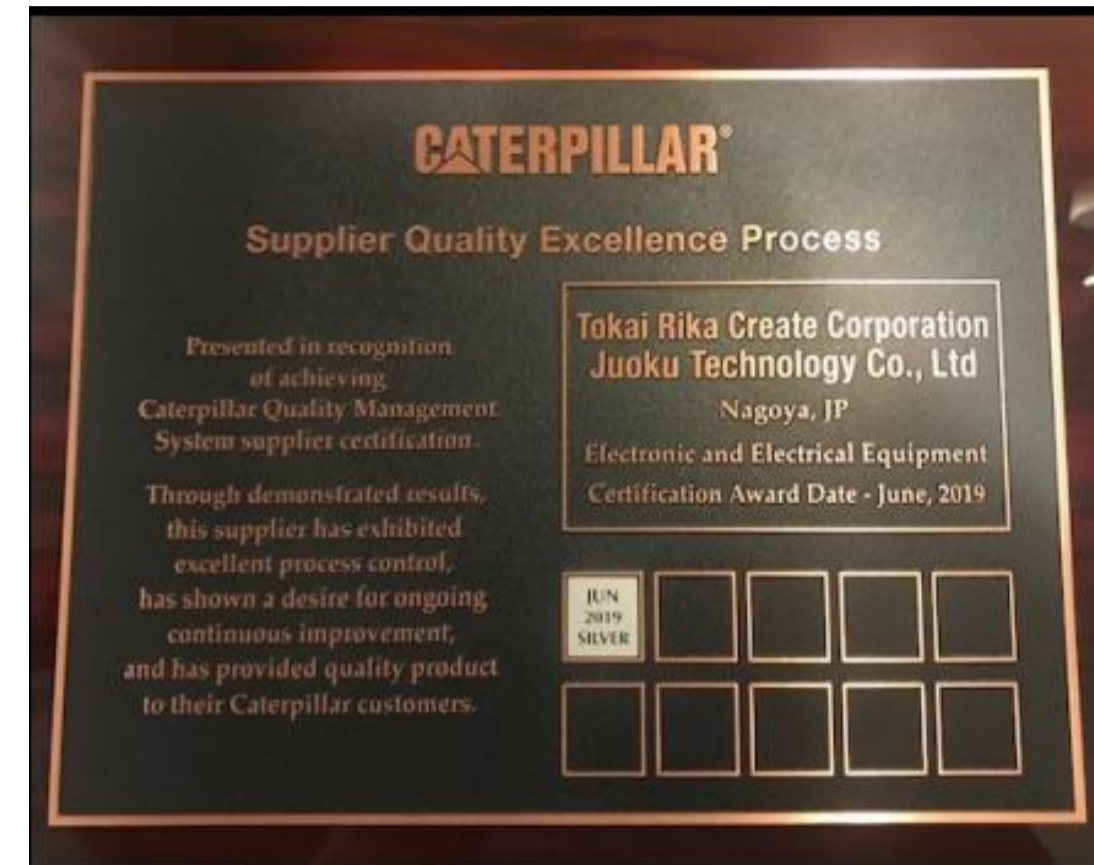 CATERPILLAR®
Supplier Quality Excellence Process
Presented in recognition
of achieving
Caterpillar Quality Management
System supplier certification.
Through demonstrated results,
this supplier has exhibited
excellent process control,
has shown a desire for ongoing
continuous improvement,
and has provided quality product
to their Caterpillar customers.
Tokai Rika Create Corporation
Juoku Technology Co., Ltd
Nagoya, JP
Electronic and Electrical Equipment
Certification Award Date - June, 2019
JUN
2019
SILVER